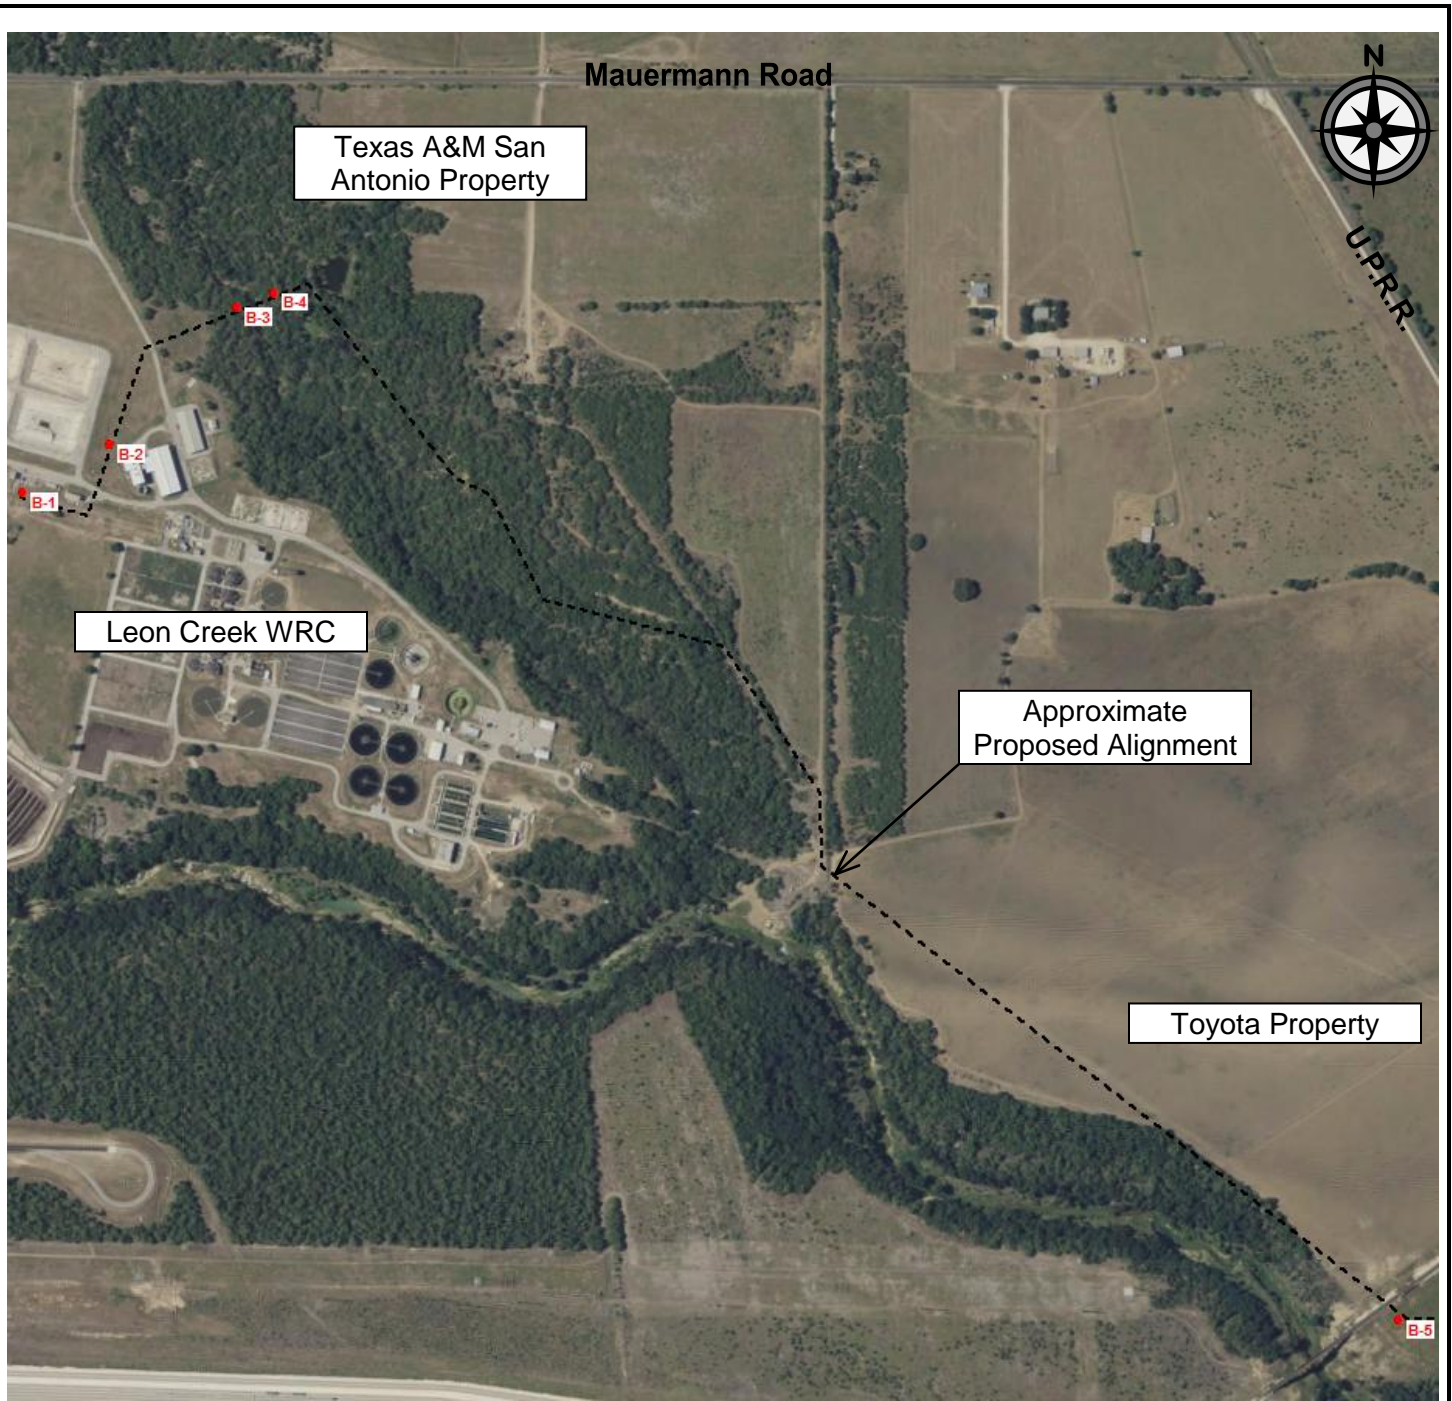 N
Mauermann Road
Texas A&M San
Antonio Property
U.P.R.R.
B-4
B-3
B-2
B-1
Leon Creek WRC
Approximate
Proposed Alignment
Toyota Property
B-5